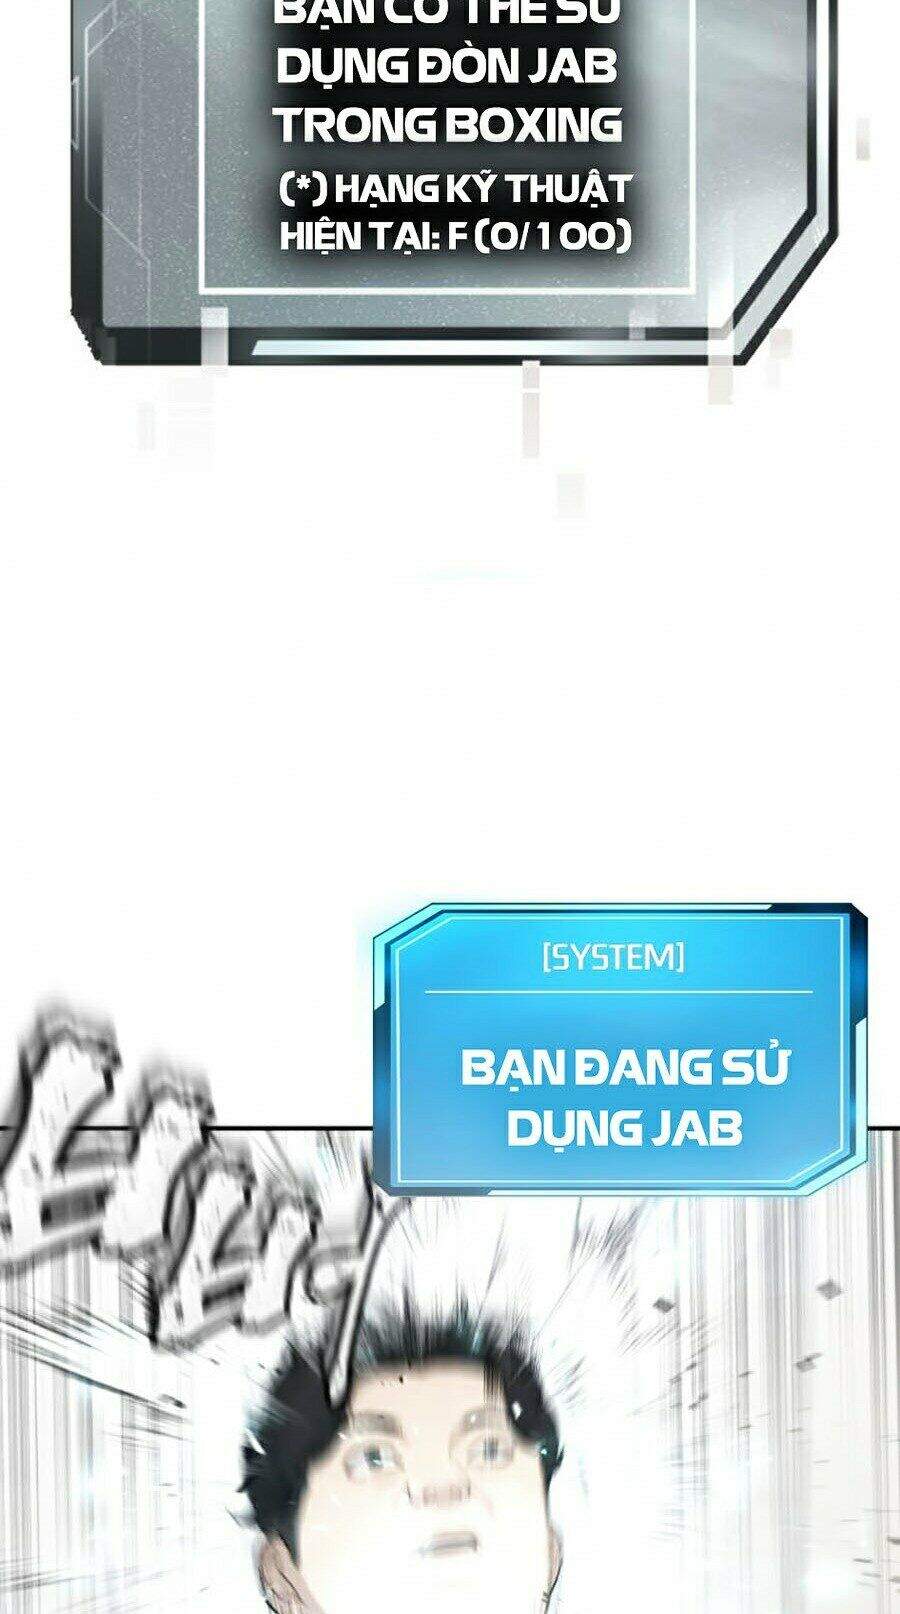 BẠN CÓ THỂ SỬ
DỤNG ĐÒN JAB
TRONG BOXING
(*) HẠNG KỸ THUẬT
HIỆN TẠI: F (0/100)
[SYSTEM]
BẠN ĐANG SỬ
DỤNG JAB